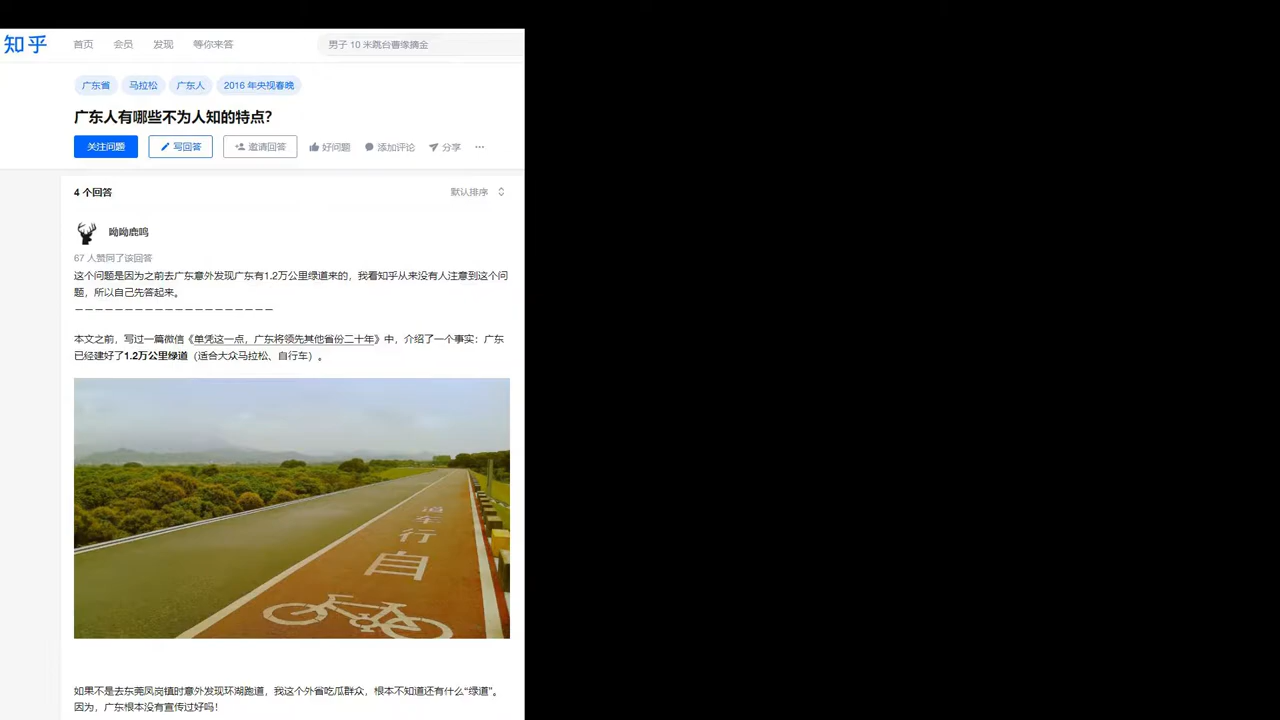 知乎 首页 会员 发现 等你来答 男子 10 米跳台曹缘摘金
广东省 马拉松 广东人 2016 年央视春晚
广东人有哪些不为人知的特点？
关注问题 写回答 邀请回答 好问题 添加评论 分享 ...
4 个回答 默认排序
呦呦鹿鸣
67 人赞同了该回答
这个问题是因为之前去广东意外发现广东有1.2万公里绿道来的，我看知乎从来没有人注意到这个问
题，所以自己先答起来。
－－－－－－－－－－－－－－－－－－－－
本文之前，写过一篇微信《单凭这一点，广东将领先其他省份二十年》中，介绍了一个事实：广东
已经建好了1.2万公里绿道（适合大众马拉松、自行车）。
道
车
行
自
如果不是去东莞凤岗镇时意外发现环湖跑道，我这个外省吃瓜群众，根本不知道还有什么“绿道”。
因为，广东根本没有宣传过好吗！